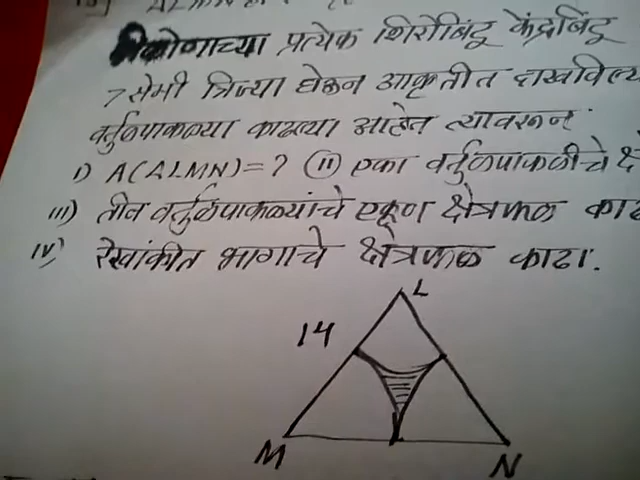 त्रिकोणाच्या प्रत्येक शिरोबिंदू केंद्रबिंदू
7 सेमी त्रिज्या घेऊन आकृतीत दाखविल्य
वर्तुळपाकळ्या काढल्या आहेत त्यावरून
i) A(ΔLMN) = ? (ii) एका वर्तुळपाकळीचे क्षे
iii) तीन वर्तुळपाकळ्यांचे एकूण क्षेत्रफळ काढ
iv) रेखांकीत भागाचे क्षेत्रफळ काढा.
L
14
M
N